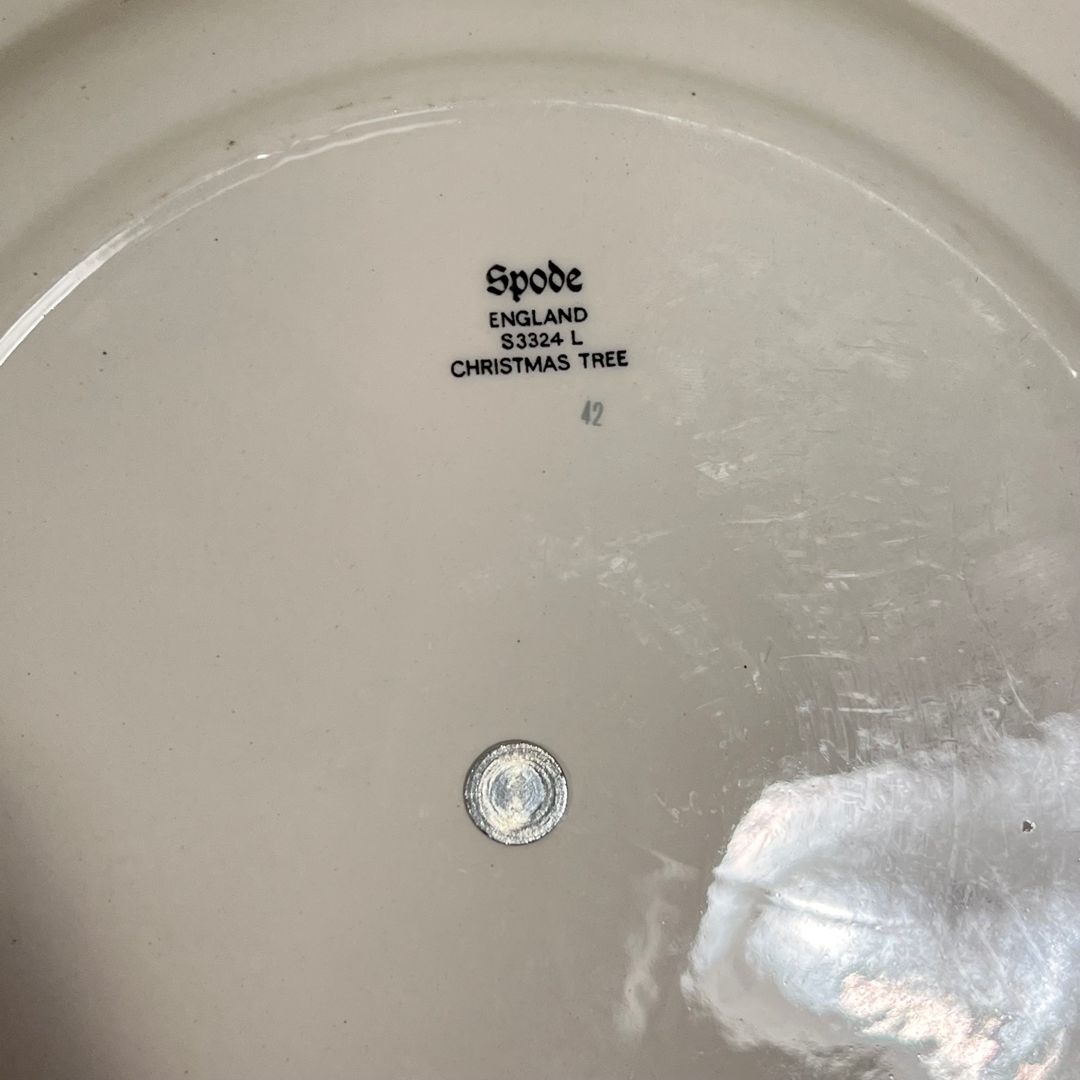 Spode
ENGLAND
S3324 L
CHRISTMAS TREE
42